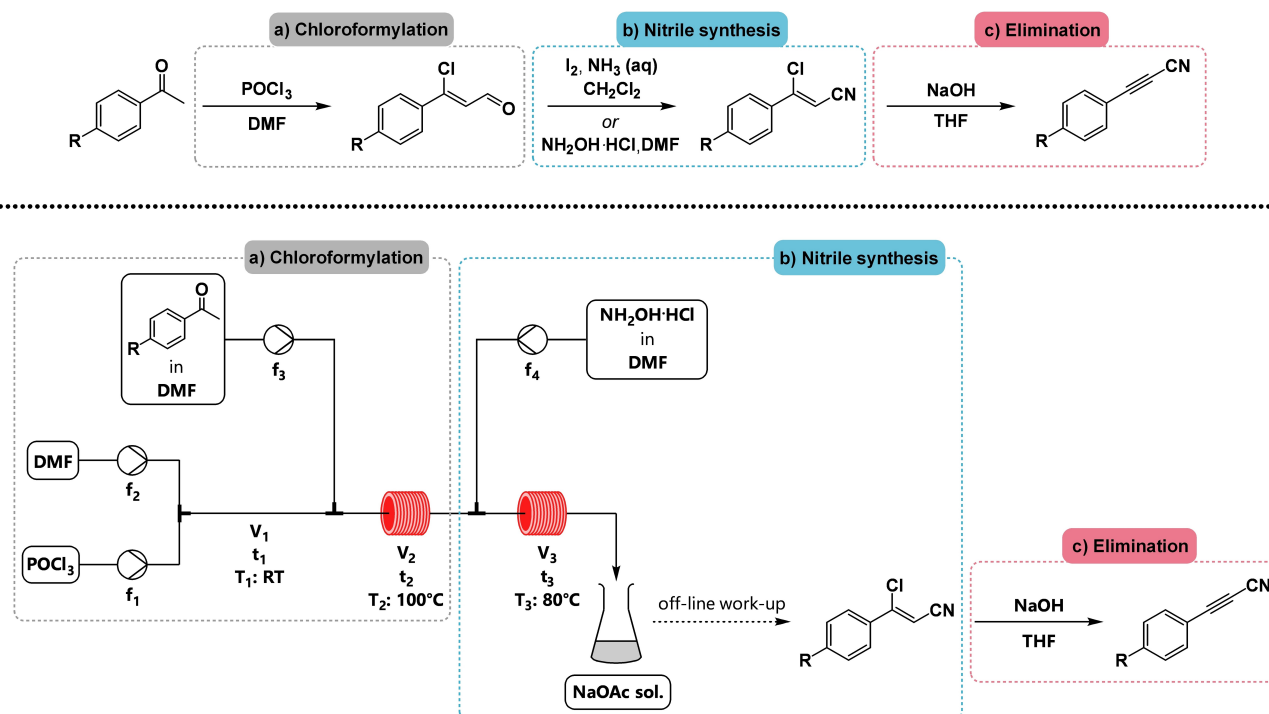 a) Chloroformylation
b) Nitrile synthesis
c) Elimination
O
R
POCl3
DMF
Cl
O
R
I2, NH3 (aq)
CH2Cl2
or
NH2OH·HCl,DMF
Cl
CN
R
NaOH
THF
CN
R
a) Chloroformylation
b) Nitrile synthesis
O
R
in
DMF
f3
NH2OH·HCl
in
DMF
f4
DMF
f2
POCl3
f1
V1
t1
T1: RT
V2
t2
T2: 100°C
V3
t3
T3: 80°C
NaOAc sol.
off-line work-up
Cl
CN
R
c) Elimination
NaOH
THF
CN
R